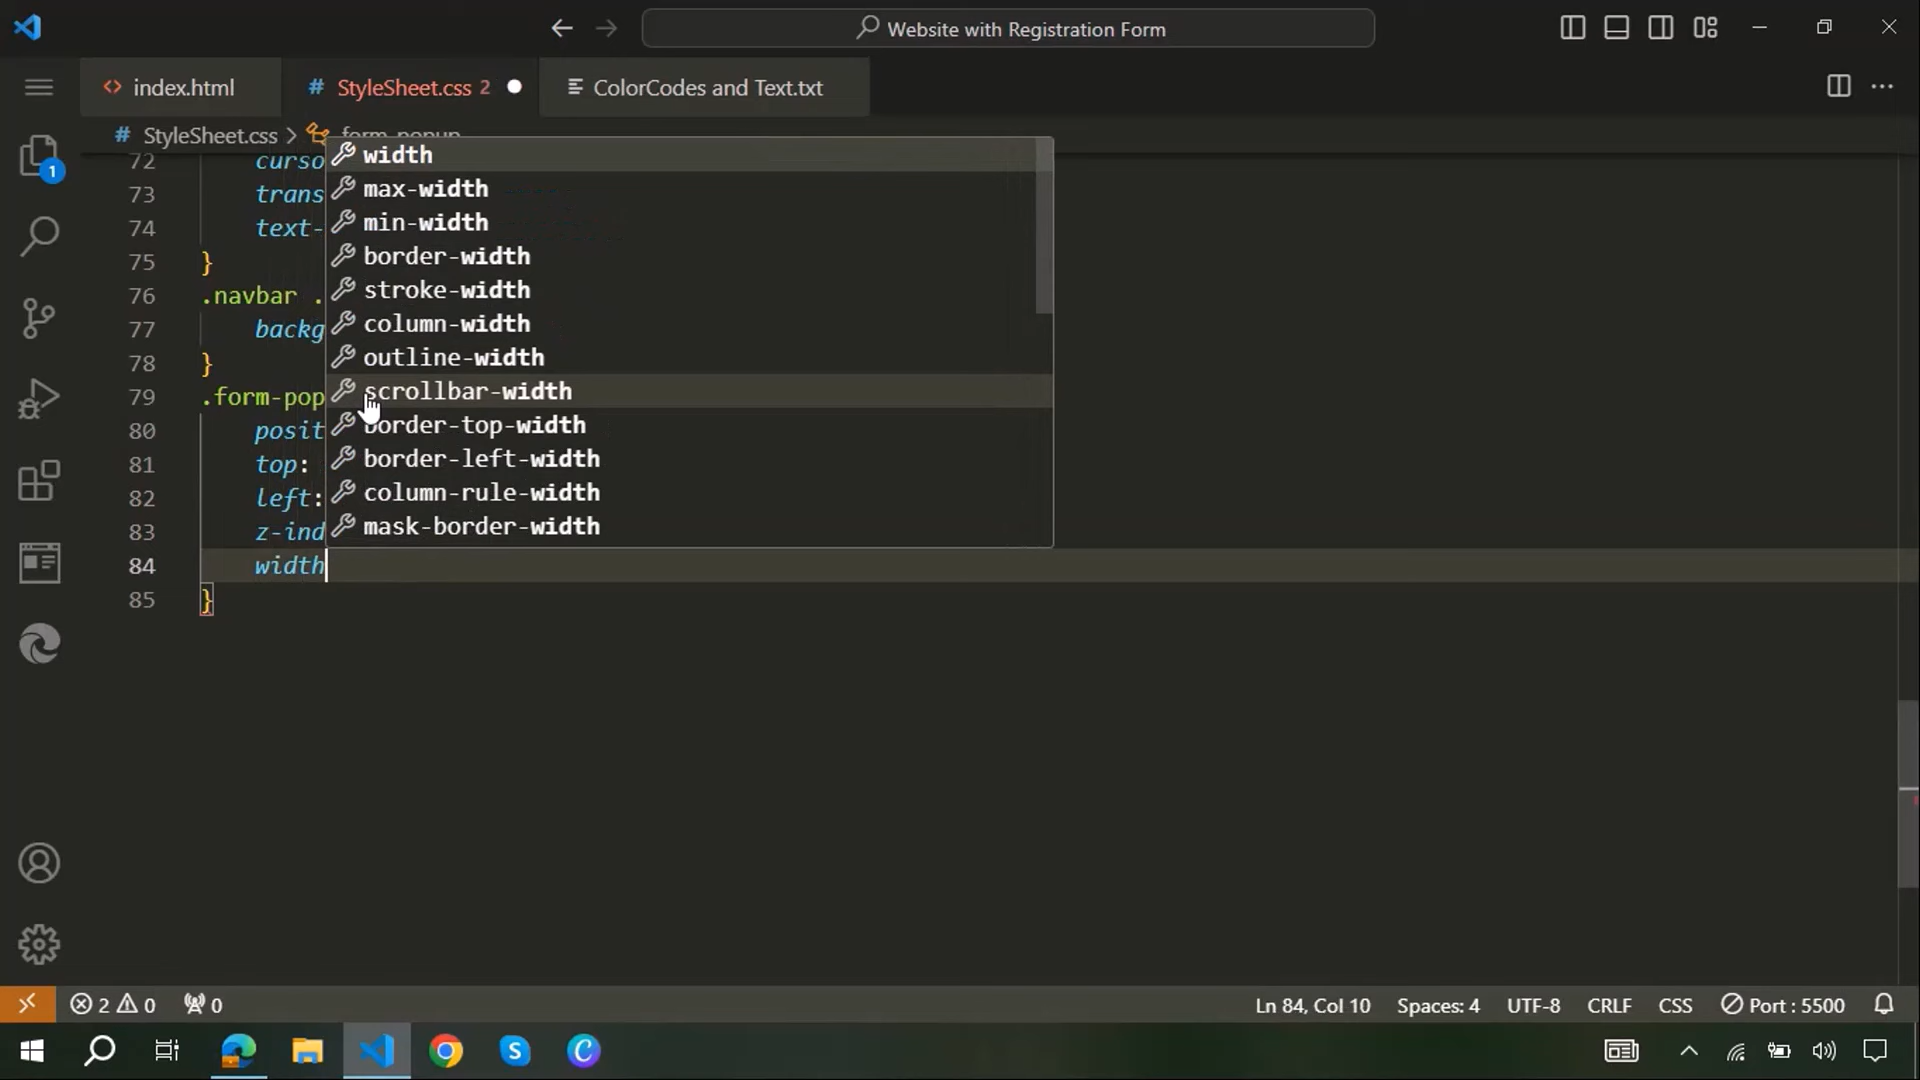 Website with Registration Form
index.html
# StyleSheet.css 2
ColorCodes and Text.txt
# StyleSheet.css > form-popup
72 curso
73 trans
74 text-
75 }
76 .navbar .
77 backg
78 }
79 .form-pop
80 posit
81 top:
82 left:
83 z-ind
84 width
85 }
width
max-width
min-width
border-width
stroke-width
column-width
outline-width
scrollbar-width
border-top-width
border-left-width
column-rule-width
mask-border-width
1
2 0 0
Ln 84, Col 10 Spaces: 4 UTF-8 CRLF CSS Port : 5500